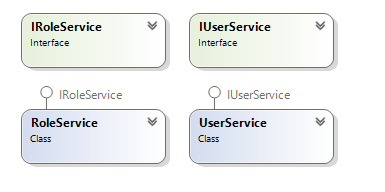 IRoleService
Interface
IUserService
Interface
IRoleService
IUserService
RoleService
Class
UserService
Class